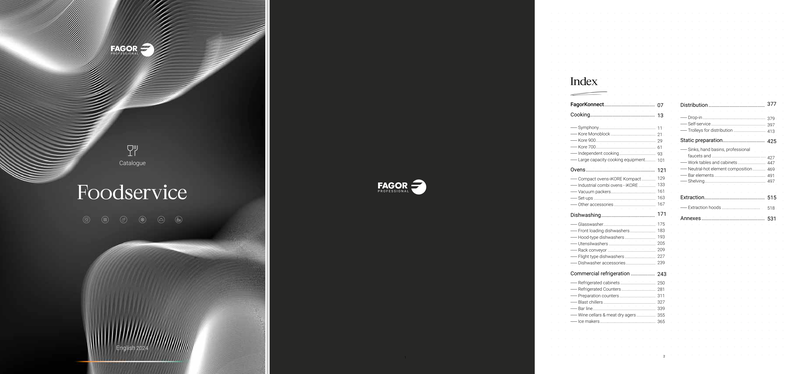 FAGOR
PROFESSIONAL
Catalogue
Foodservice
English 2024
FAGOR
PROFESSIONAL
Index
FagorKonnect 07
Cooking 13
Symphony 11
Kore Monoblock 21
Kore 900 29
Kore 700 61
Independent cooking 93
Large capacity cooking equipment 101
Ovens 121
Compact ovens iKORE Kompact 129
Industrial combi ovens - iKORE 133
Vacuum packers 161
Set-ups 163
Other accessories 167
Dishwashing 171
Glasswasher 175
Front loading dishwashers 183
Hood-type dishwashers 193
Utensilwashers 205
Rack conveyor 209
Flight type dishwashers 227
Dishwasher accessories 239
Commercial refrigeration 243
Refrigerated cabinets 250
Refrigerated Counters 281
Preparation counters 311
Blast chillers 327
Bar line 339
Wine cellars & meat dry agers 355
Ice makers 365
Distribution 377
Drop-in 379
Self-service 397
Trolleys for distribution 413
Static preparation 425
Sinks, hand basins, professional
faucets and 427
Work tables and cabinets 447
Neutral-hot element composition 469
Bar elements 491
Shelving 497
Extraction 515
Extraction hoods 518
Annexes 531